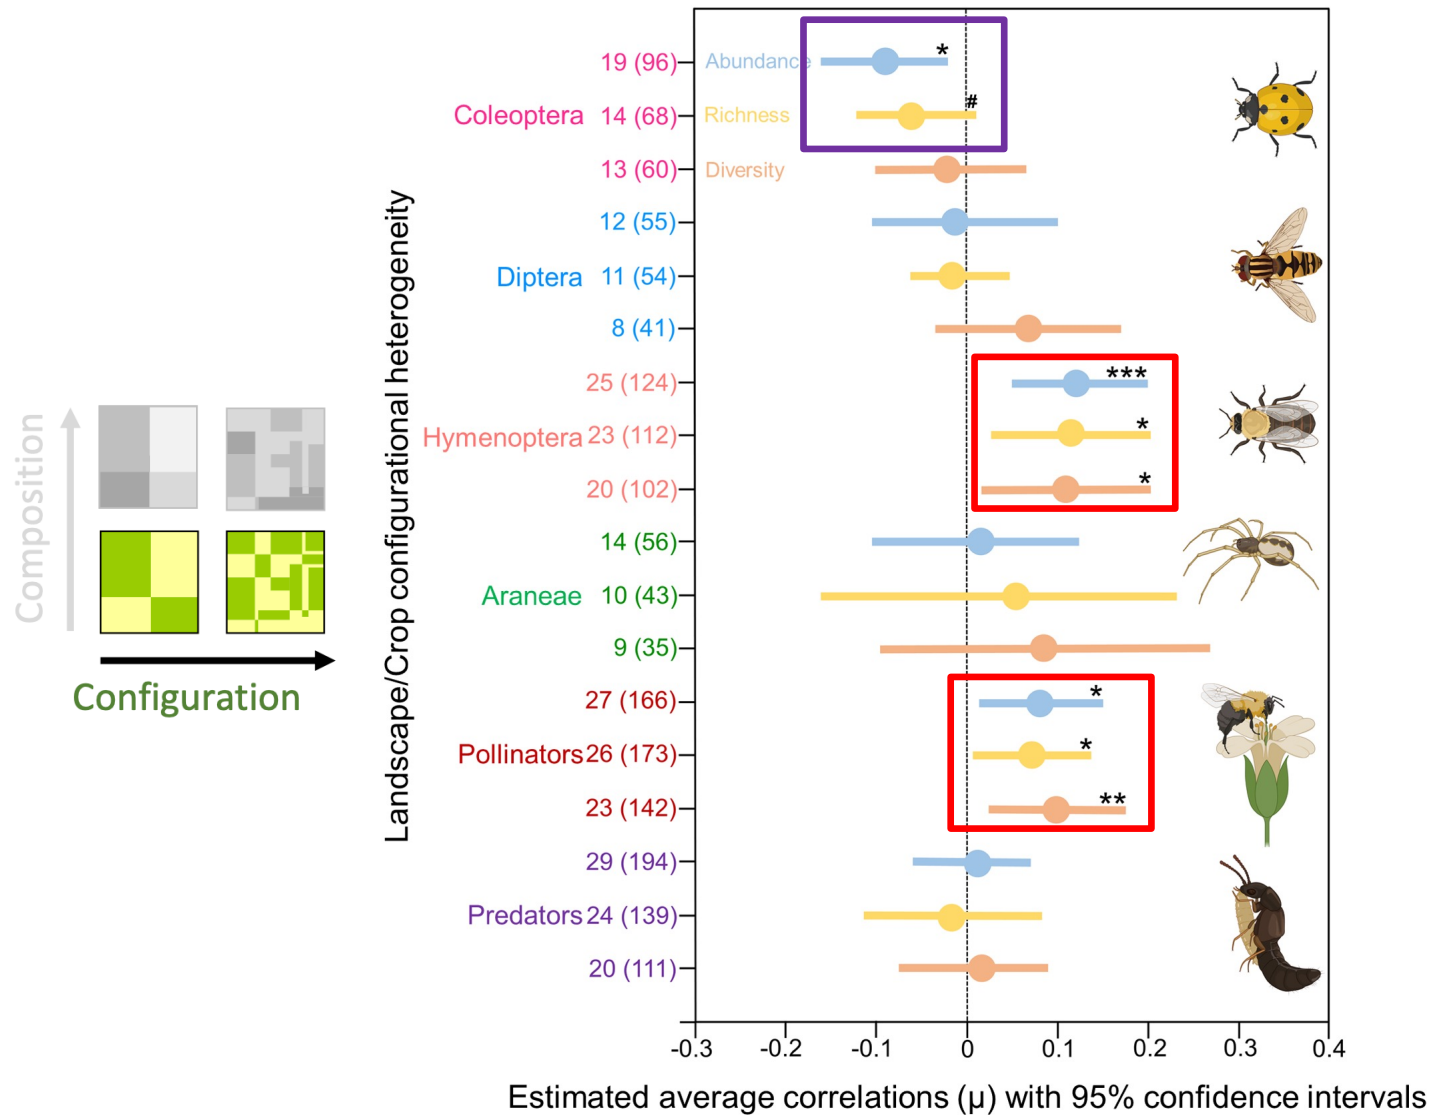 Composition
Configuration
Landscape/Crop configurational heterogeneity
19 (96) Abundance *
Coleoptera 14 (68) Richness #
13 (60) Diversity
12 (55)
Diptera 11 (54)
8 (41)
25 (124) ***
Hymenoptera 23 (112) *
20 (102) *
14 (56)
Araneae 10 (43)
9 (35)
27 (166) *
Pollinators 26 (173) *
23 (142) **
29 (194)
Predators 24 (139)
20 (111)
-0.3 -0.2 -0.1 0 0.1 0.2 0.3 0.4
Estimated average correlations (μ) with 95% confidence intervals